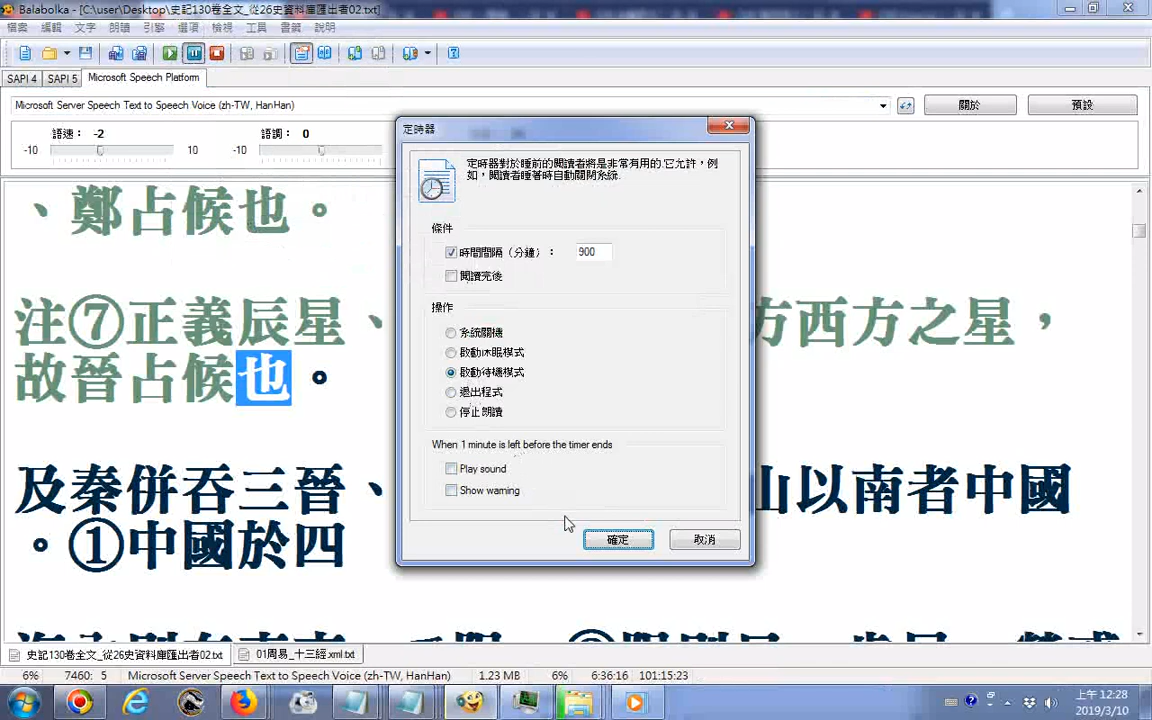 Balabolka - [C:\user\Desktop\史記130卷全文_從26史資料庫匯出者02.txt]
檔案 編輯 文字 朗讀 引擎 選項 檢視 工具 書籤 說明
SAPI 4 SAPI 5 Microsoft Speech Platform
Microsoft Server Speech Text to Speech Voice (zh-TW, HanHan) 關於 預設
語速： -2 語調： 0
-10 10 -10
定時器
定時器對於睡前的閱讀者將是非常有用的.它允許，例
如，閱讀者睡著時自動關閉系統.
條件
時間間隔（分鐘）： 900
閱讀完後
操作
系統關機
啟動休眠模式
啟動待機模式
退出程式
停止朗讀
When 1 minute is left before the timer ends
Play sound
Show warning
確定 取消
、鄭占候也。
注⑦正義辰星、 方西方之星，
故晉占候也。
及秦併吞三晉、 山以南者中國
。①中國於四
史記130卷全文_從26史資料庫匯出者02.txt 01周易_十三經.xml.txt
6% 7460: 5 Microsoft Server Speech Text to Speech Voice (zh-TW, HanHan) 1.23 MB 6% 6:36:16 101:15:23
上午 12:28
2019/3/10